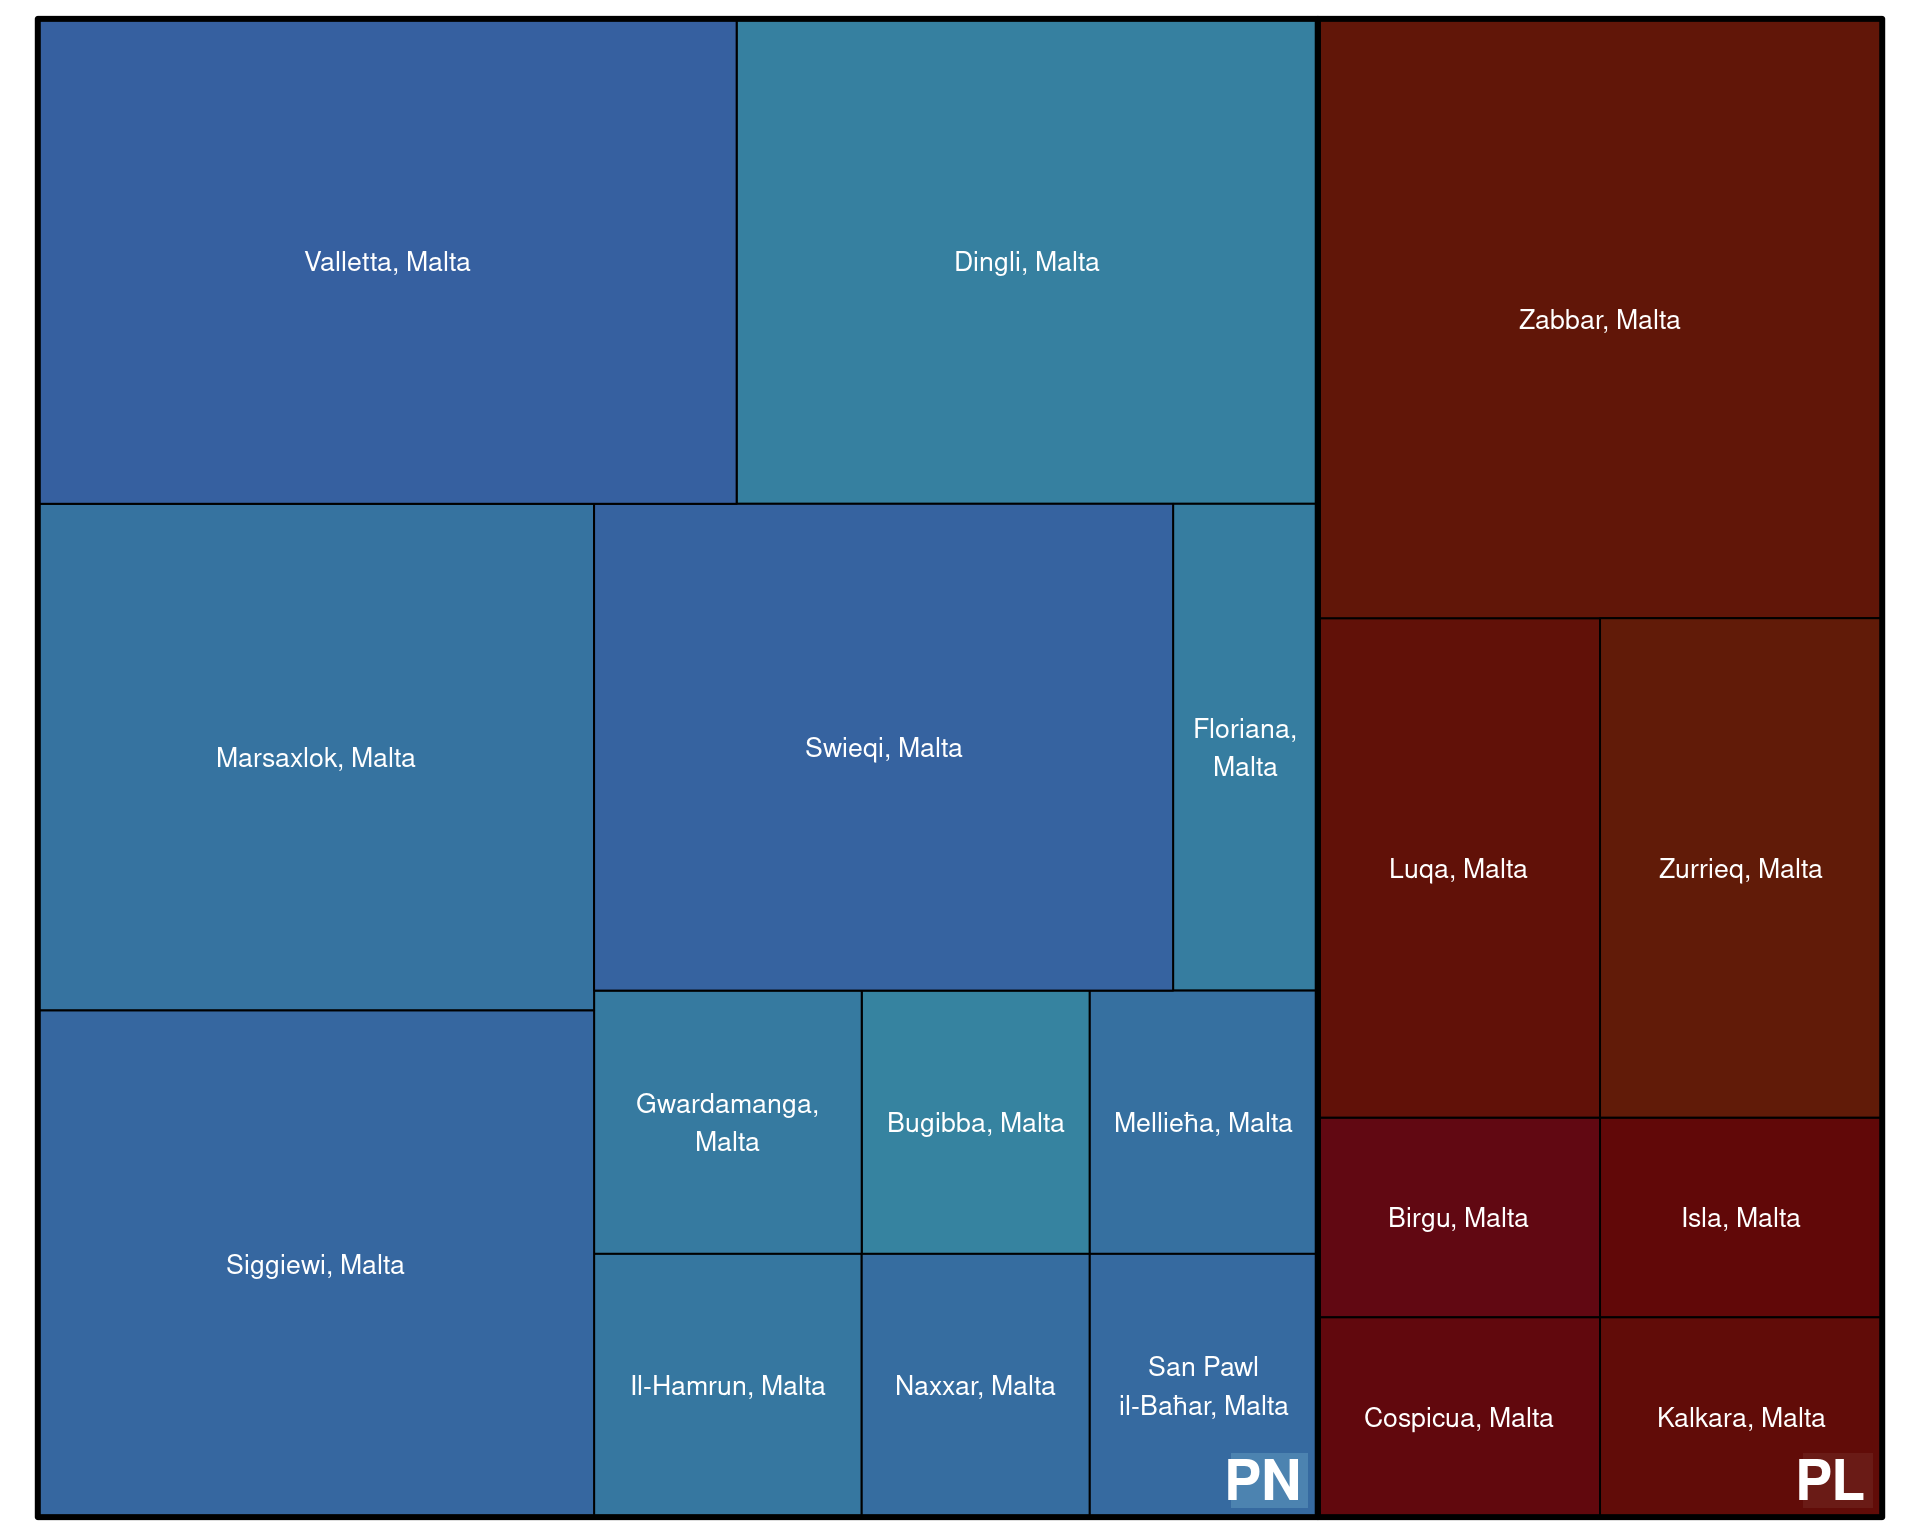 Valletta, Malta
Dingli, Malta
Zabbar, Malta
Marsaxlok, Malta
Swieqi, Malta
Floriana,
Malta
Luqa, Malta
Zurrieq, Malta
Siggiewi, Malta
Gwardamanga,
Malta
Bugibba, Malta
Mellieħa, Malta
Birgu, Malta
Isla, Malta
Il-Hamrun, Malta
Naxxar, Malta
San Pawl
il-Baħar, Malta
Cospicua, Malta
Kalkara, Malta
PN
PL